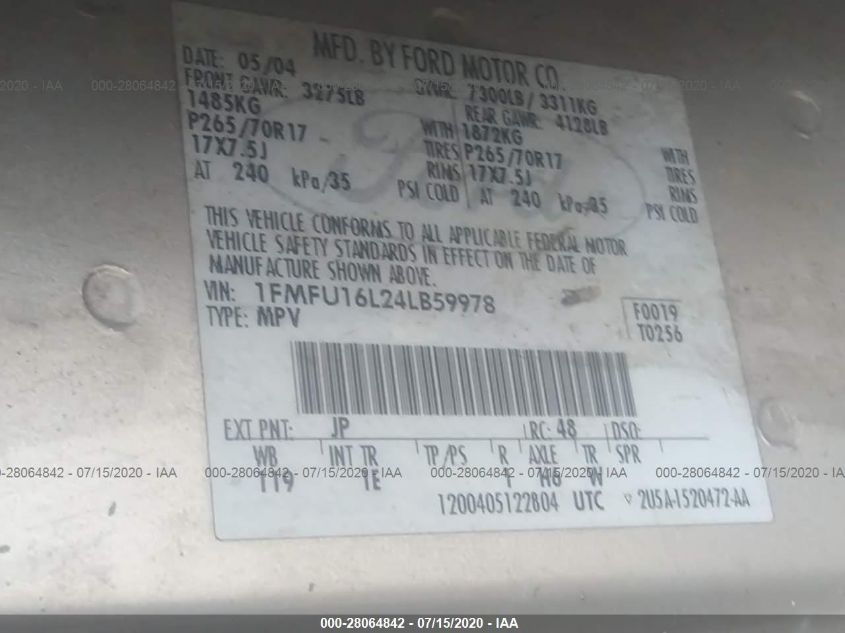 MFD. BY FORD MOTOR CO.
DATE: 05/04 GVWR: 7300LB / 3311KG
FRONT GAWR: 3275LB REAR GAWR: 4128LB
1485KG WITH 1872KG WITH
P265/70R17 TIRES P265/70R17 TIRES
17X7.5J RIMS 17X7.5J RIMS
AT 240 kPa/35 PSI COLD AT 240 kPa/35 PSI COLD
THIS VEHICLE CONFORMS TO ALL APPLICABLE FEDERAL MOTOR
VEHICLE SAFETY STANDARDS IN EFFECT ON THE DATE OF
MANUFACTURE SHOWN ABOVE.
VIN: 1FMFU16L24LB59978 F0019
TYPE: MPV T0256
EXT PNT: JP RC: 48 DSO:
WB INT TR TP/PS R AXLE TR SPR
119 1E T H6 W
1200405122804 UTC 2U5A-1520472-AA
Ford
000-28064842 - 07/15/2020 - IAA